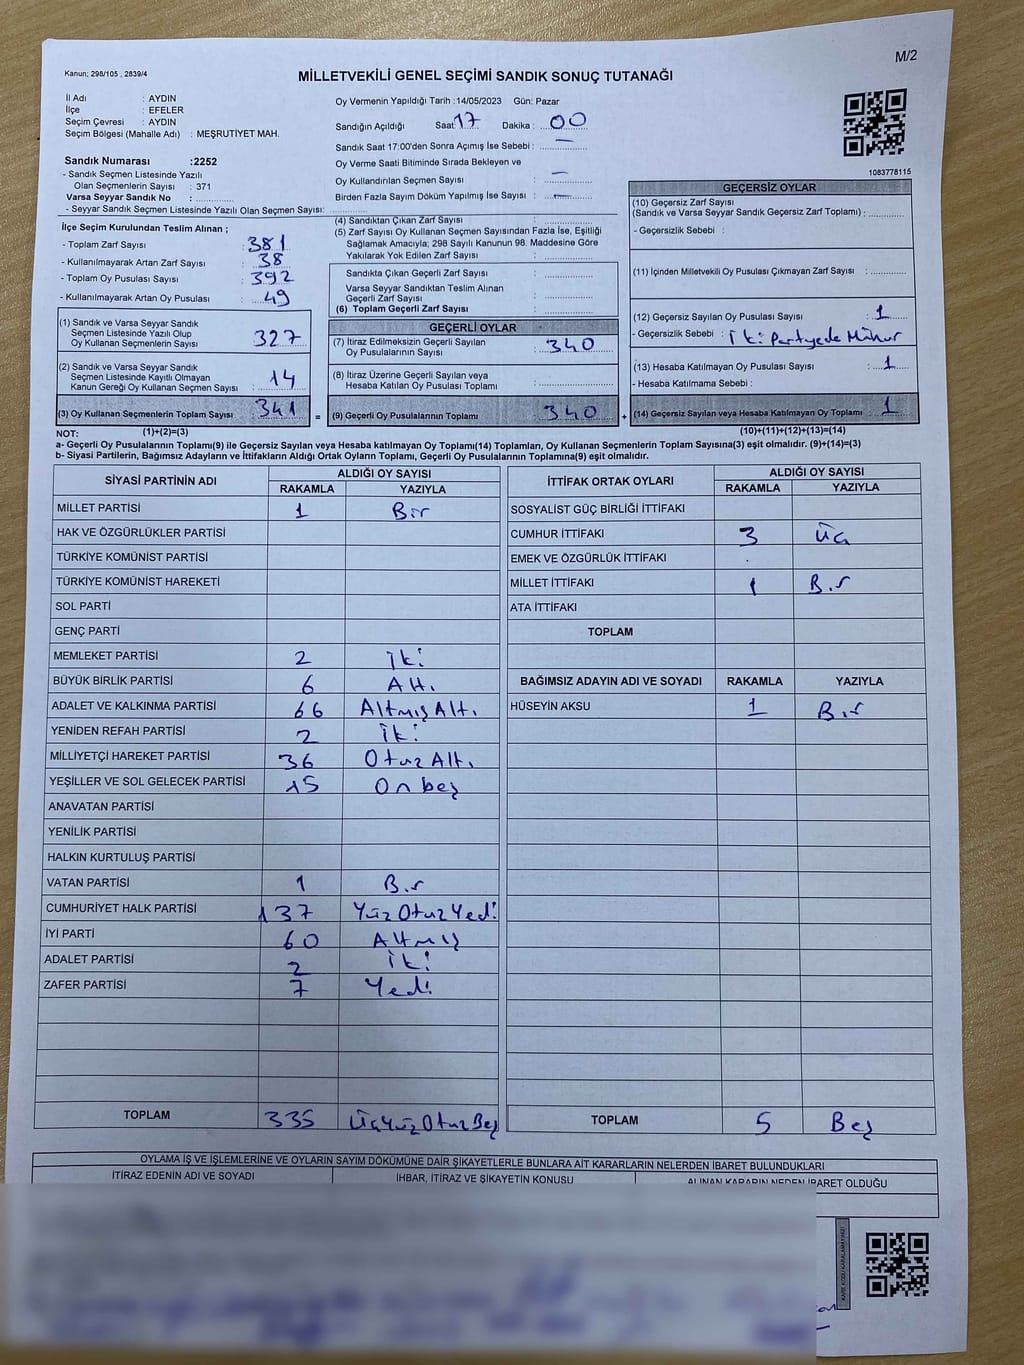 M/2
Kanun; 298/105 , 2839/4
MİLLETVEKİLİ GENEL SEÇİMİ SANDIK SONUÇ TUTANAĞI
İl Adı : AYDIN
İlçe : EFELER
Seçim Çevresi : AYDIN
Seçim Bölgesi (Mahalle Adı) : MEŞRUTİYET MAH.
Sandık Numarası :2252
- Sandık Seçmen Listesinde Yazılı
Olan Seçmenlerin Sayısı : 371
Varsa Seyyar Sandık No :
- Seyyar Sandık Seçmen Listesinde Yazılı Olan Seçmen Sayısı:
Oy Vermenin Yapıldığı Tarih :14/05/2023 Gün: Pazar
Sandığın Açıldığı Saat: 17 Dakika : 00
Sandık Saat 17:00'den Sonra Açımış İse Sebebi : —
Oy Verme Saati Bitiminde Sırada Bekleyen ve
Oy Kullandırılan Seçmen Sayısı : —
Birden Fazla Sayım Döküm Yapılmış İse Sayısı : —
1083778115
İlçe Seçim Kurulundan Teslim Alınan ;
- Toplam Zarf Sayısı : 381
- Kullanılmayarak Artan Zarf Sayısı : 38
- Toplam Oy Pusulası Sayısı : 392
- Kullanılmayarak Artan Oy Pusulası : 49
(1) Sandık ve Varsa Seyyar Sandık
Seçmen Listesinde Yazılı Olup
Oy Kullanan Seçmenlerin Sayısı : 327
(2) Sandık ve Varsa Seyyar Sandık
Seçmen Listesinde Kayıtlı Olmayan
Kanun Gereği Oy Kullanan Seçmen Sayısı : 14
(3) Oy Kullanan Seçmenlerin Toplam Sayısı : 341 =
(1)+(2)=(3)
(4) Sandıktan Çıkan Zarf Sayısı :
(5) Zarf Sayısı Oy Kullanan Seçmen Sayısından Fazla İse, Eşitliği
Sağlamak Amacıyla; 298 Sayılı Kanunun 98. Maddesine Göre
Yakılarak Yok Edilen Zarf Sayısı :
Sandıkta Çıkan Geçerli Zarf Sayısı :
Varsa Seyyar Sandıktan Teslim Alınan
Geçerli Zarf Sayısı :
(6) Toplam Geçerli Zarf Sayısı :
GEÇERLİ OYLAR
(7) İtiraz Edilmeksizin Geçerli Sayılan
Oy Pusulalarının Sayısı : 340
(8) İtiraz Üzerine Geçerli Sayılan veya
Hesaba Katılan Oy Pusulası Toplamı :
(9) Geçerli Oy Pusulalarının Toplamı : 340 +
GEÇERSİZ OYLAR
(10) Geçersiz Zarf Sayısı
(Sandık ve Varsa Seyyar Sandık Geçersiz Zarf Toplamı) :
- Geçersizlik Sebebi :
(11) İçinden Milletvekili Oy Pusulası Çıkmayan Zarf Sayısı :
(12) Geçersiz Sayılan Oy Pusulası Sayısı : 1
- Geçersizlik Sebebi : İki Partiyede Mühür
(13) Hesaba Katılmayan Oy Pusulası Sayısı : 1
- Hesaba Katılmama Sebebi :
(14) Geçersiz Sayılan veya Hesaba Katılmayan Oy Toplamı : 1
(10)+(11)+(12)+(13)=(14)
NOT:
a- Geçerli Oy Pusulalarının Toplamı(9) ile Geçersiz Sayılan veya Hesaba katılmayan Oy Toplamı(14) Toplamları, Oy Kullanan Seçmenlerin Toplam Sayısına(3) eşit olmalıdır. (9)+(14)=(3)
b- Siyasi Partilerin, Bağımsız Adayların ve İttifakların Aldığı Ortak Oyların Toplamı, Geçerli Oy Pusulalarının Toplamına(9) eşit olmalıdır.
SİYASİ PARTİNİN ADI ALDIĞI OY SAYISI
RAKAMLA YAZIYLA
MİLLET PARTİSİ 1 Bir
HAK VE ÖZGÜRLÜKLER PARTİSİ
TÜRKİYE KOMÜNİST PARTİSİ
TÜRKİYE KOMÜNİST HAREKETİ
SOL PARTİ
GENÇ PARTİ
MEMLEKET PARTİSİ 2 İki
BÜYÜK BİRLİK PARTİSİ 6 Altı
ADALET VE KALKINMA PARTİSİ 66 Altmış Altı
YENİDEN REFAH PARTİSİ 2 İki
MİLLİYETÇİ HAREKET PARTİSİ 36 Otuz Altı
YEŞİLLER VE SOL GELECEK PARTİSİ 15 On beş
ANAVATAN PARTİSİ
YENİLİK PARTİSİ
HALKIN KURTULUŞ PARTİSİ
VATAN PARTİSİ 1 Bir
CUMHURİYET HALK PARTİSİ 137 Yüz Otuz Yedi
İYİ PARTİ 60 Altmış
ADALET PARTİSİ 2 İki
ZAFER PARTİSİ 7 Yedi
TOPLAM 335 Üç Yüz Otuz Beş
İTTİFAK ORTAK OYLARI ALDIĞI OY SAYISI
RAKAMLA YAZIYLA
SOSYALİST GÜÇ BİRLİĞİ İTTİFAKI
CUMHUR İTTİFAKI 3 Üç
EMEK VE ÖZGÜRLÜK İTTİFAKI
MİLLET İTTİFAKI 1 Bir
ATA İTTİFAKI
TOPLAM
BAĞIMSIZ ADAYIN ADI VE SOYADI RAKAMLA YAZIYLA
HÜSEYİN AKSU 1 Bir
TOPLAM 5 Beş
OYLAMA İŞ VE İŞLEMLERİNE VE OYLARIN SAYIM DÖKÜMÜNE DAİR ŞİKAYETLERLE BUNLARA AİT KARARLARIN NELERDEN İBARET BULUNDUKLARI
İTİRAZ EDENİN ADI VE SOYADI İHBAR, İTİRAZ VE ŞİKAYETİN KONUSU ALINAN KARARIN NEDEN İBARET OLDUĞU